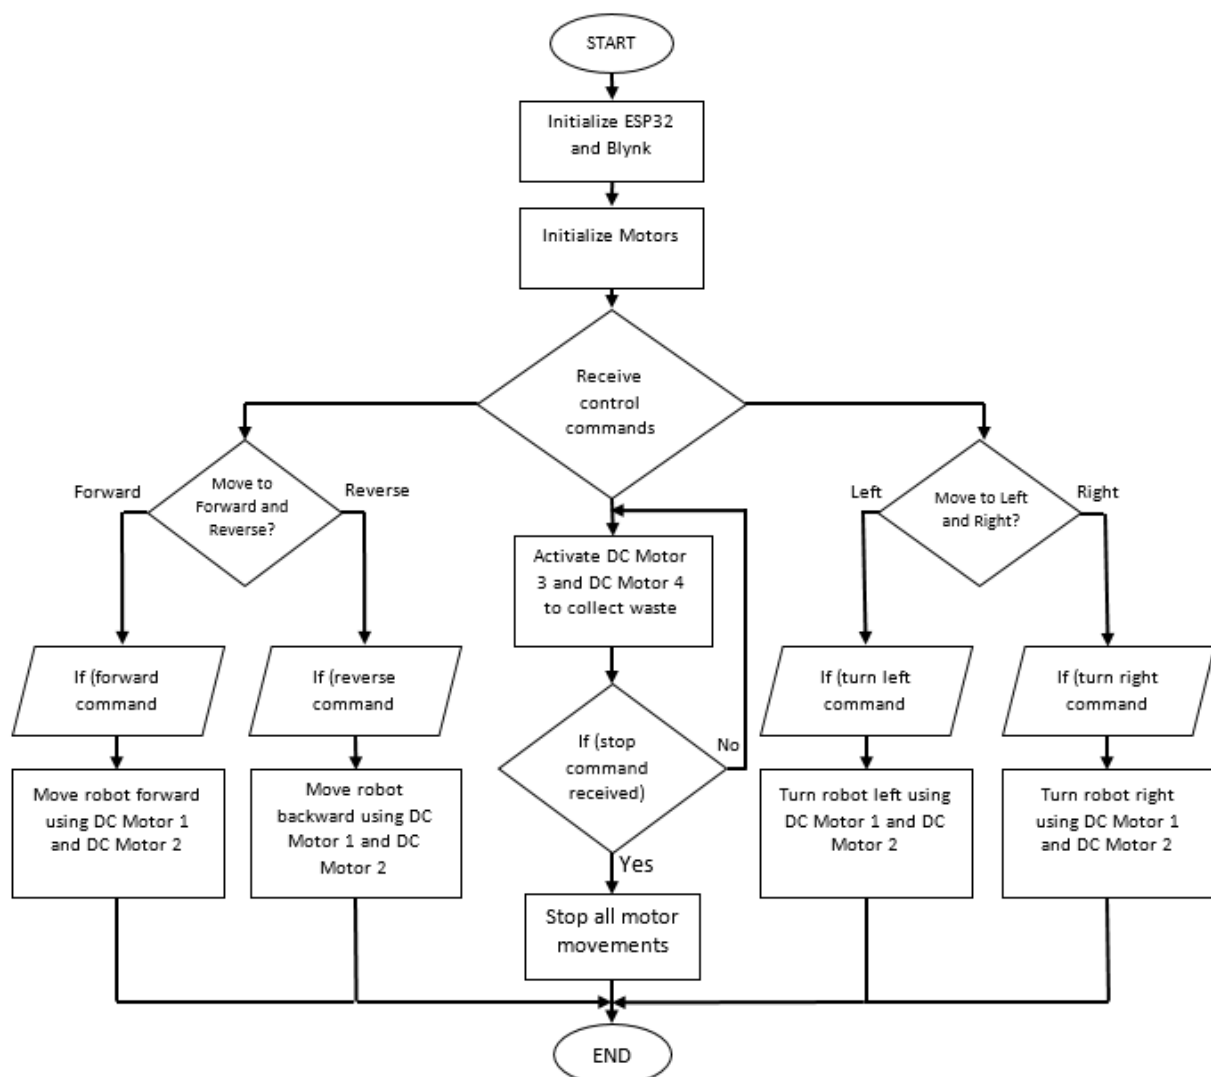 START
Initialize ESP32
and Blynk
Initialize Motors
Receive
control
commands
Forward
Move to
Forward and
Reverse?
Reverse
Left
Move to Left
and Right?
Right
Activate DC Motor
3 and DC Motor 4
to collect waste
If (forward
command
If (reverse
command
If (stop
command
received)
No
If (turn left
command
If (turn right
command
Move robot forward
using DC Motor 1
and DC Motor 2
Move robot
backward using DC
Motor 1 and DC
Motor 2
Turn robot left using
DC Motor 1 and DC
Motor 2
Turn robot right
using DC Motor 1
and DC Motor 2
Yes
Stop all motor
movements
END